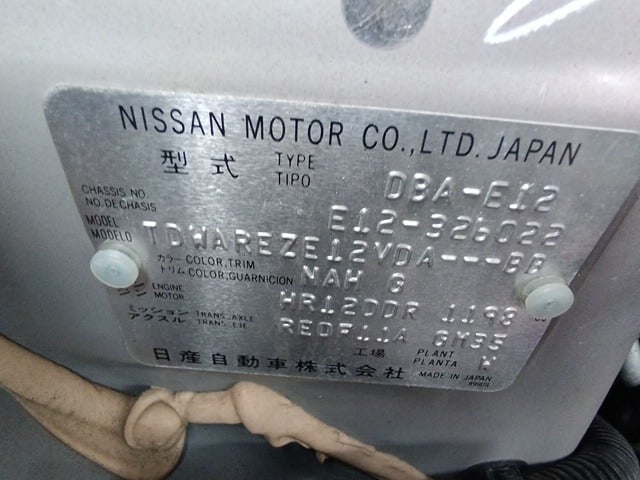 NISSAN MOTOR CO.,LTD. JAPAN
型式 TYPE TIPO DBA-E12
CHASSIS NO. NO. DE CHASIS E12-326022
MODEL MODELO TDWAREZE12VDA---BB
カラー COLOR,TRIM トリム COLOR,GUARNICION NAH G
ENGINE MOTOR HR12DDR 1198 cc
ミッション TRANS., AXLE アクスル TRANS., EJE RE0F11A GM35
工場 PLANT PLANTA W
日産自動車株式会社 MADE IN JAPAN